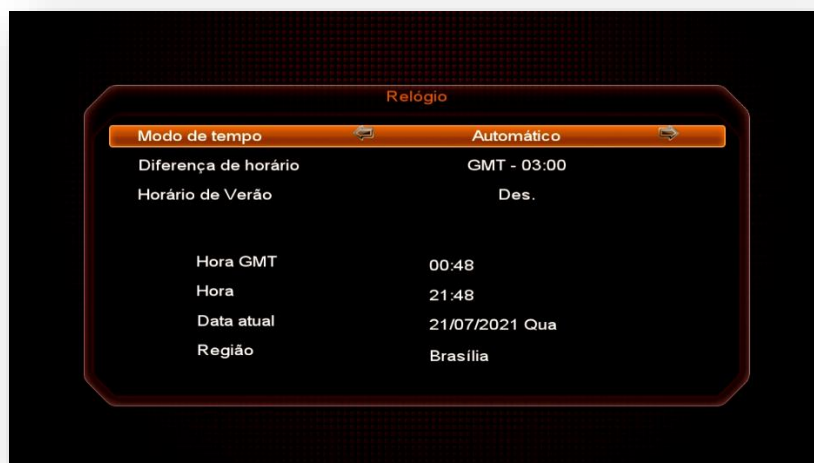 Relógio
Modo de tempo Automático
Diferença de horário GMT - 03:00
Horário de Verão Des.
Hora GMT 00:48
Hora 21:48
Data atual 21/07/2021 Qua
Região Brasília